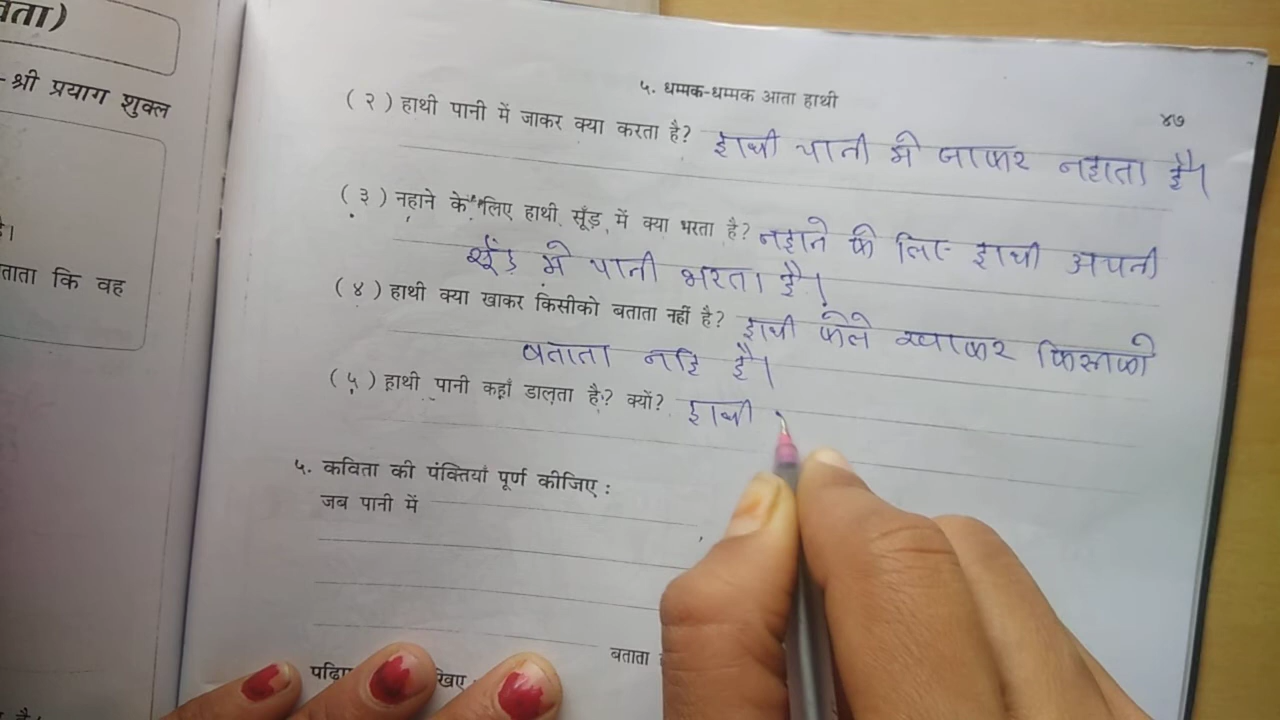 ता)
-श्री प्रयाग शुक्ल
है।
ताता कि वह
५. धम्मक-धम्मक आता हाथी
४७
( २ ) हाथी पानी में जाकर क्या करता है? हाथी पानी मे जाकर नहाता है।
( ३ ) नहाने के लिए हाथी सूँड़ में क्या भरता है? नहाने के लिए हाथी अपनी
सूँड़ मे पानी भरता है।
( ४ ) हाथी क्या खाकर किसीको बताता नहीं है? हाथी केले खाकर किसीको
बताता नहि है।
( ५ ) हाथी पानी कहाँ डालता है? क्यों? हाथी
५. कविता की पंक्तियाँ पूर्ण कीजिए :
जब पानी में
,
बताता
पढ़िए खिए